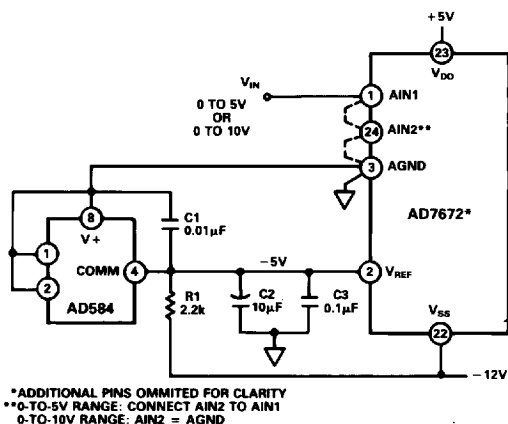 +5V
23
VDD
VIN
0 TO 5V
OR
0 TO 10V
1 AIN1
24 AIN2**
3 AGND
AD7672*
8
V+
C1
0.01μF
1
2
COMM 4
AD584
-5V
2 VREF
R1
2.2k
C2
10μF
C3
0.1μF
VSS
22
-12V
*ADDITIONAL PINS OMMITED FOR CLARITY
**0-TO-5V RANGE: CONNECT AIN2 TO AIN1
0-TO-10V RANGE: AIN2 = AGND